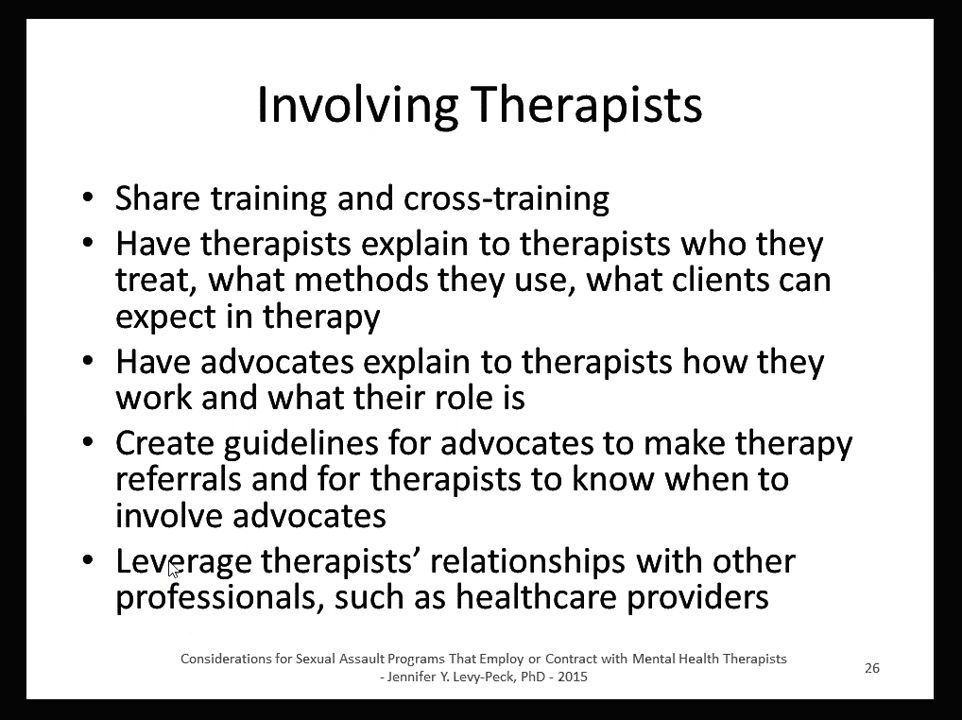 Involving Therapists
• Share training and cross-training
• Have therapists explain to therapists who they
treat, what methods they use, what clients can
expect in therapy
• Have advocates explain to therapists how they
work and what their role is
• Create guidelines for advocates to make therapy
referrals and for therapists to know when to
involve advocates
• Leverage therapists’ relationships with other
professionals, such as healthcare providers
Considerations for Sexual Assault Programs That Employ or Contract with Mental Health Therapists
- Jennifer Y. Levy-Peck, PhD - 2015
26